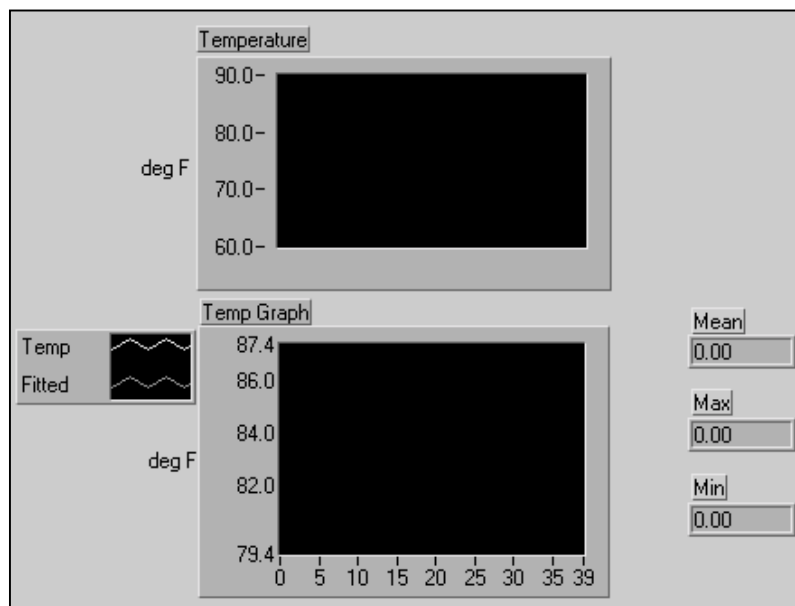 Temperature
90.0
80.0
deg F
70.0
60.0
Temp Graph
Temp
Fitted
87.4
86.0
84.0
deg F
82.0
79.4
0 5 10 15 20 25 30 35 39
Mean
0.00
Max
0.00
Min
0.00